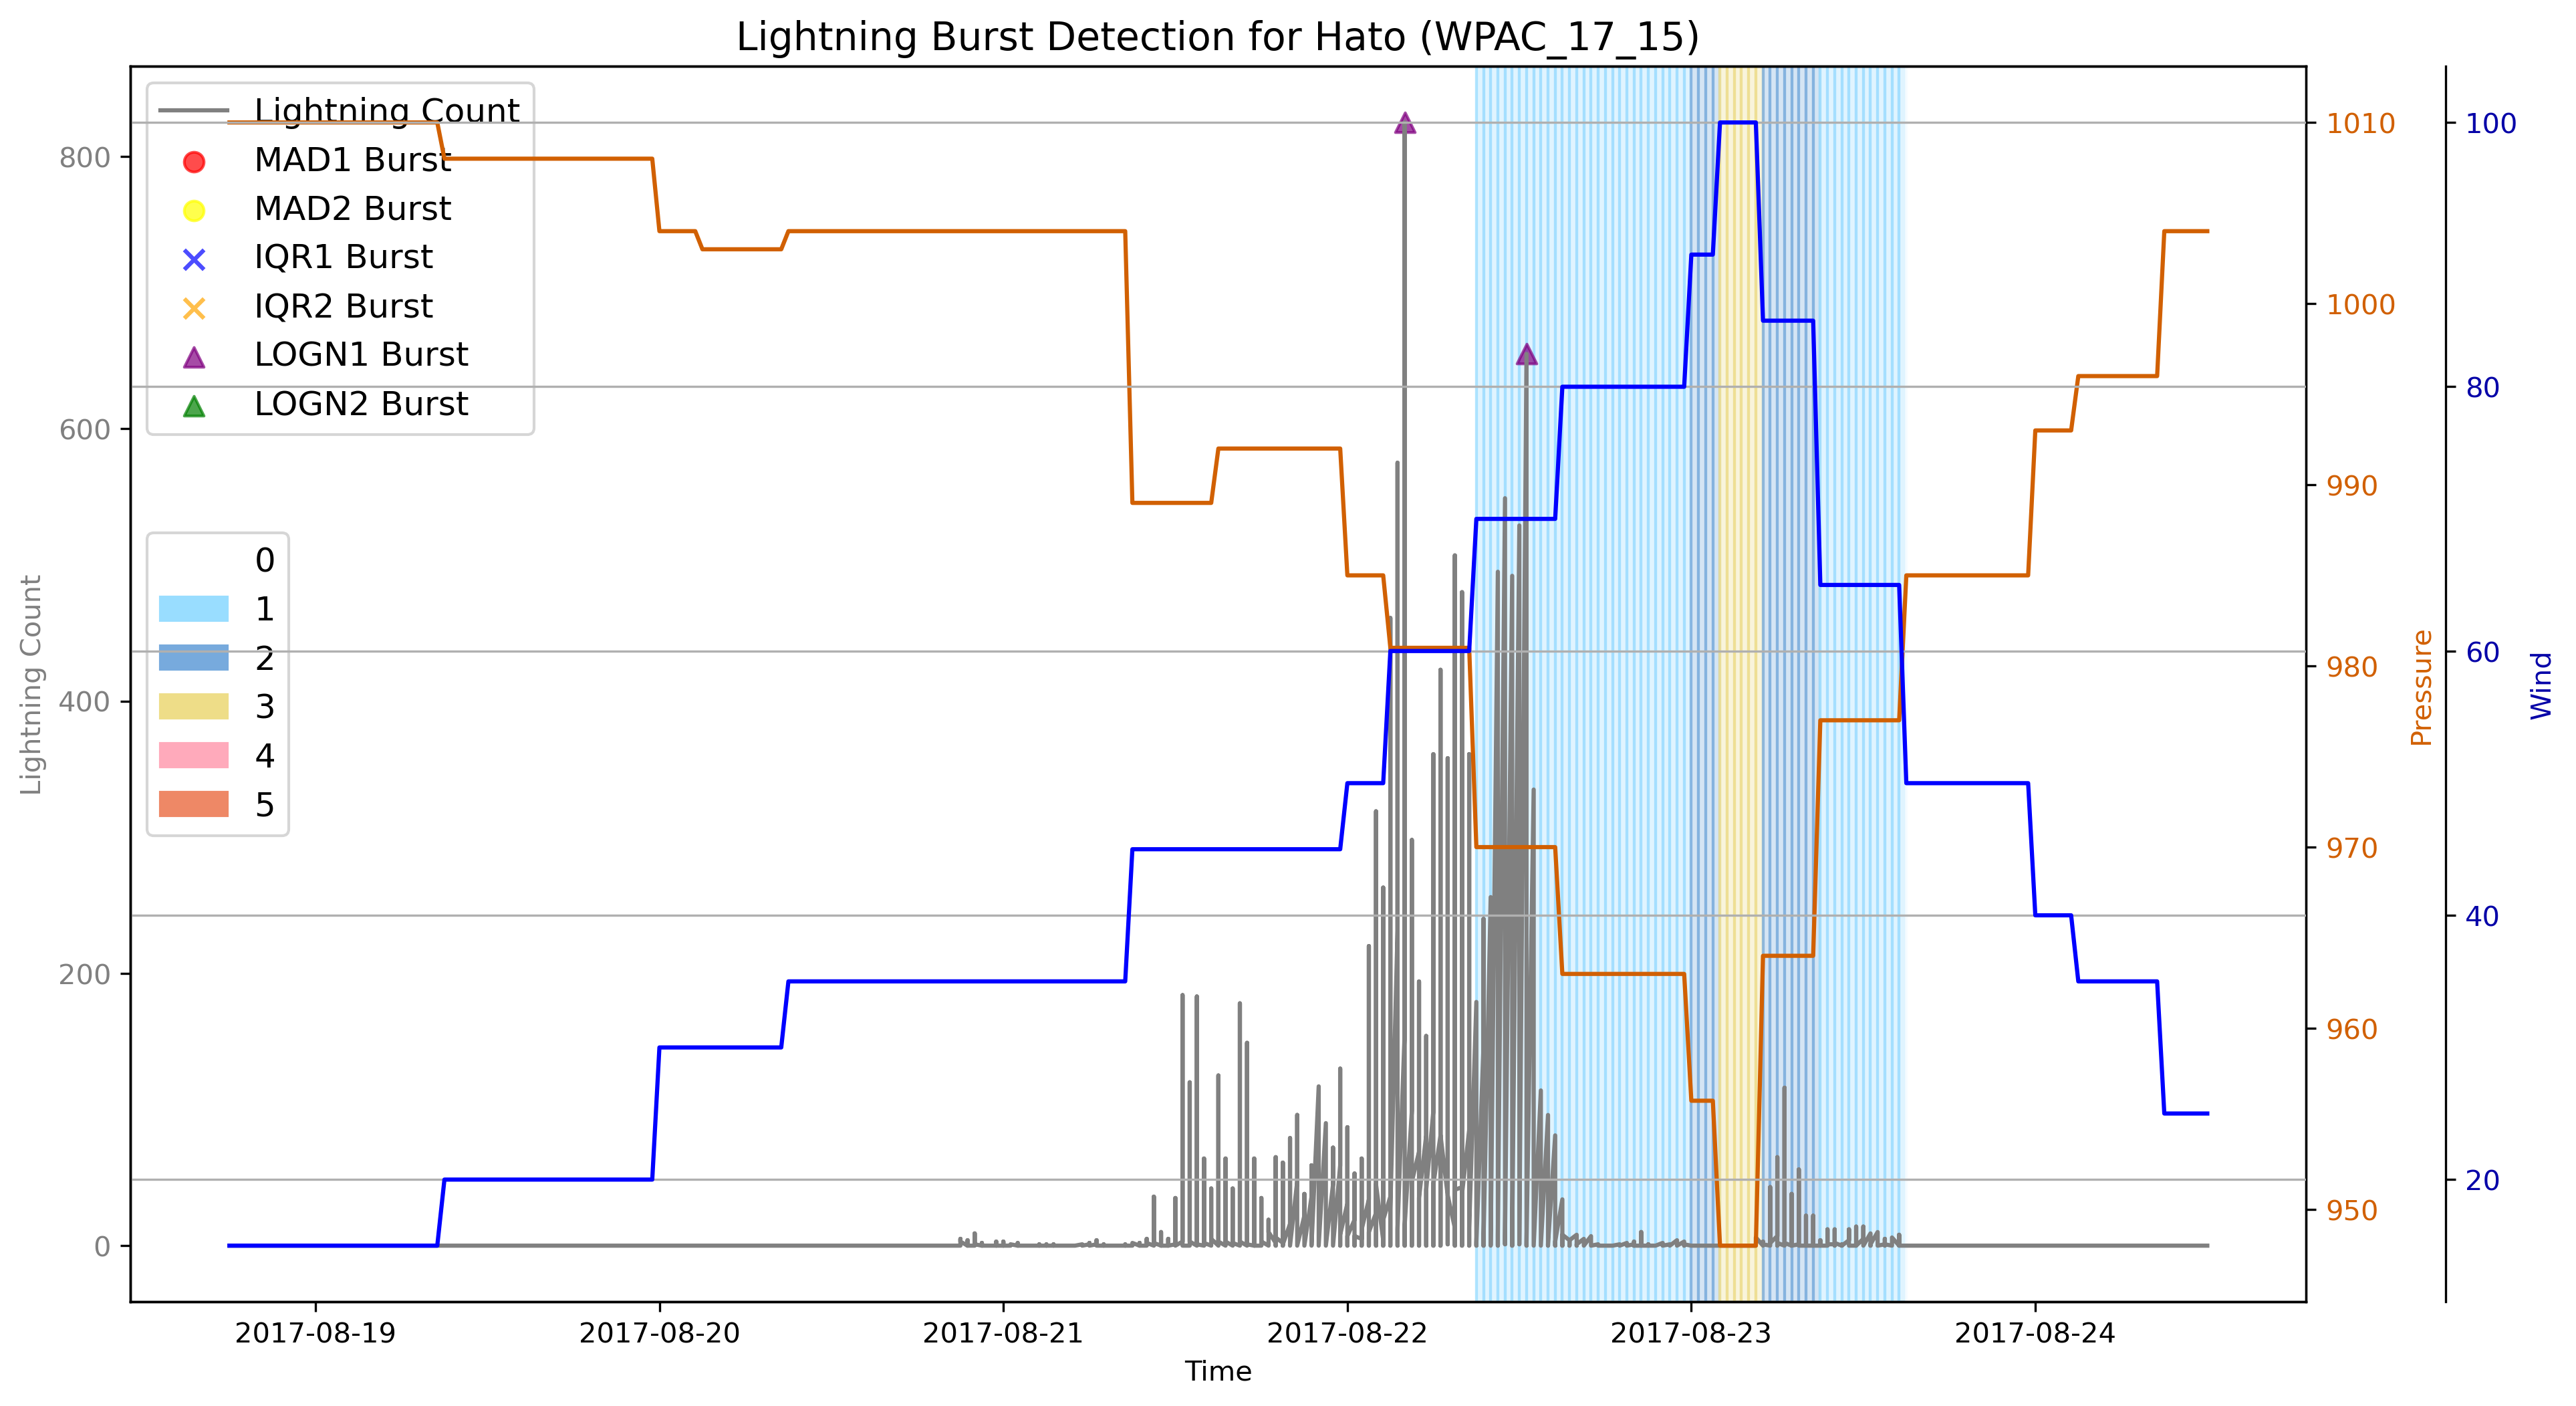 Lightning Burst Detection for Hato (WPAC_17_15)
Lightning Count
MAD1 Burst
MAD2 Burst
IQR1 Burst
IQR2 Burst
LOGN1 Burst
LOGN2 Burst
0
1
2
3
4
5
Lightning Count
800
600
400
200
0
1010
1000
990
980
970
960
950
Pressure
100
80
60
40
20
Wind
2017-08-19
2017-08-20
2017-08-21
2017-08-22
2017-08-23
2017-08-24
Time